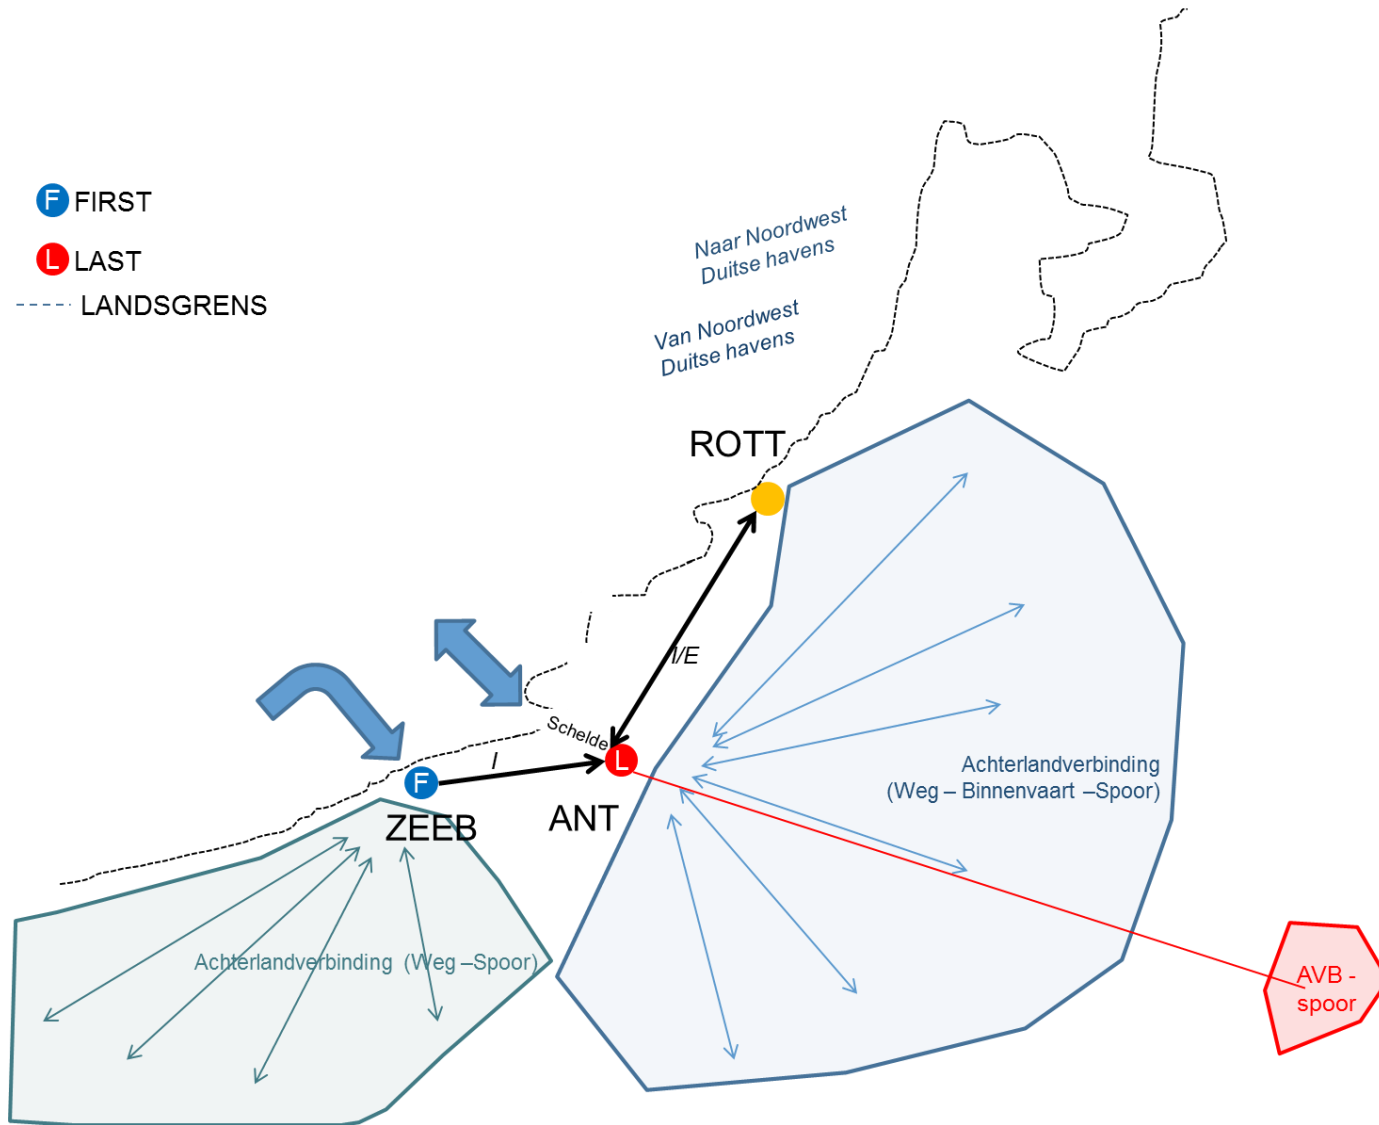 F FIRST
L LAST
LANDSGRENS
Naar Noordwest
Duitse havens
Van Noordwest
Duitse havens
ROTT
I/E
Schelde
I
L
F
ANT
ZEEB
Achterlandverbinding
(Weg – Binnenvaart –Spoor)
Achterlandverbinding (Weg –Spoor)
AVB -
spoor